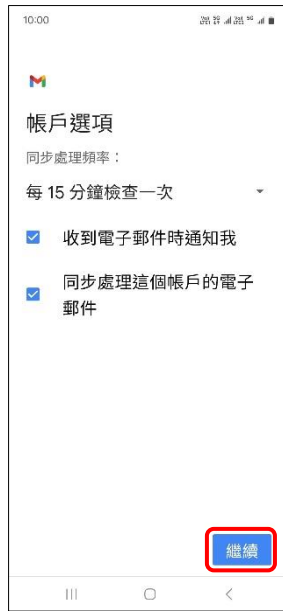 10:00
帳戶選項
同步處理頻率：
每 15 分鐘檢查一次
收到電子郵件時通知我
同步處理這個帳戶的電子
郵件
繼續